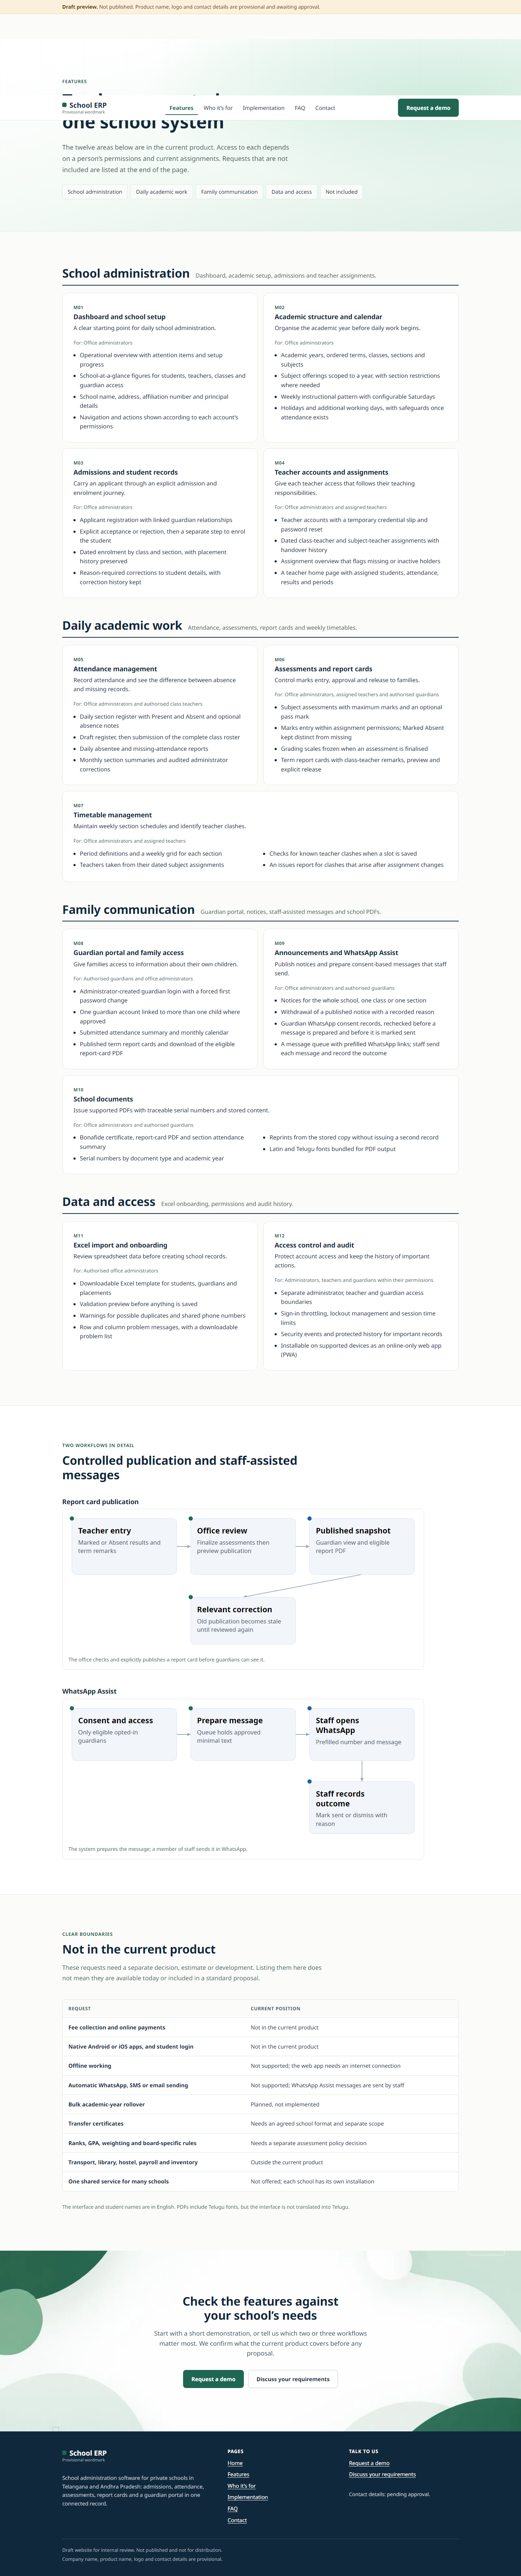 Draft preview. Not published. Product name, logo and contact details are provisional and awaiting approval.
FEATURES
School ERP
Provisional wordmark
Features
Who it's for
Implementation
FAQ
Contact
Request a demo
one school system
The twelve areas below are in the current product. Access to each depends
on a person's permissions and current assignments. Requests that are not
included are listed at the end of the page.
School administration
Daily academic work
Family communication
Data and access
Not included
School administration Dashboard, academic setup, admissions and teacher assignments.
M01
Dashboard and school setup
A clear starting point for daily school administration.
For: Office administrators
Operational overview with attention items and setup
progress
School-at-a-glance figures for students, teachers, classes and
guardian access
School name, address, affiliation number and principal
details
Navigation and actions shown according to each account's
permissions
M02
Academic structure and calendar
Organise the academic year before daily work begins.
For: Office administrators
Academic years, ordered terms, classes, sections and
subjects
Subject offerings scoped to a year, with section restrictions
where needed
Weekly instructional pattern with configurable Saturdays
Holidays and additional working days, with safeguards once
attendance exists
M03
Admissions and student records
Carry an applicant through an explicit admission and
enrolment journey.
For: Office administrators
Applicant registration with linked guardian relationships
Explicit acceptance or rejection, then a separate step to enrol
the student
Dated enrolment by class and section, with placement
history preserved
Reason-required corrections to student details, with
correction history kept
M04
Teacher accounts and assignments
Give each teacher access that follows their teaching
responsibilities.
For: Office administrators and assigned teachers
Teacher accounts with a temporary credential slip and
password reset
Dated class-teacher and subject-teacher assignments with
handover history
Assignment overview that flags missing or inactive holders
A teacher home page with assigned students, attendance,
results and periods
Daily academic work Attendance, assessments, report cards and weekly timetables.
M05
Attendance management
Record attendance and see the difference between absence
and missing records.
For: Office administrators and authorised class teachers
Daily section register with Present and Absent and optional
absence notes
Draft register, then submission of the complete class roster
Daily absentee and missing-attendance reports
Monthly section summaries and audited administrator
corrections
M06
Assessments and report cards
Control marks entry, approval and release to families.
For: Office administrators, assigned teachers and authorised guardians
Subject assessments with maximum marks and an optional
pass mark
Marks entry within assignment permissions; Marked Absent
kept distinct from missing
Grading scales frozen when an assessment is finalised
Term report cards with class-teacher remarks, preview and
explicit release
M07
Timetable management
Maintain weekly section schedules and identify teacher clashes.
For: Office administrators and assigned teachers
Period definitions and a weekly grid for each section
Teachers taken from their dated subject assignments
Checks for known teacher clashes when a slot is saved
An issues report for clashes that arise after assignment changes
Family communication Guardian portal, notices, staff-assisted messages and school PDFs.
M08
Guardian portal and family access
Give families access to information about their own children.
For: Authorised guardians and office administrators
Administrator-created guardian login with a forced first
password change
One guardian account linked to more than one child where
approved
Submitted attendance summary and monthly calendar
Published term report cards and download of the eligible
report-card PDF
M09
Announcements and WhatsApp Assist
Publish notices and prepare consent-based messages that staff
send.
For: Office administrators and authorised guardians
Notices for the whole school, one class or one section
Withdrawal of a published notice with a recorded reason
Guardian WhatsApp consent records, rechecked before a
message is prepared and before it is marked sent
A message queue with prefilled WhatsApp links; staff send
each message and record the outcome
M10
School documents
Issue supported PDFs with traceable serial numbers and stored content.
For: Office administrators and authorised guardians
Bonafide certificate, report-card PDF and section attendance
summary
Serial numbers by document type and academic year
Reprints from the stored copy without issuing a second record
Latin and Telugu fonts bundled for PDF output
Data and access Excel onboarding, permissions and audit history.
M11
Excel import and onboarding
Review spreadsheet data before creating school records.
For: Authorised office administrators
Downloadable Excel template for students, guardians and
placements
Validation preview before anything is saved
Warnings for possible duplicates and shared phone numbers
Row and column problem messages, with a downloadable
problem list
M12
Access control and audit
Protect account access and keep the history of important
actions.
For: Administrators, teachers and guardians within their permissions
Separate administrator, teacher and guardian access
boundaries
Sign-in throttling, lockout management and session time
limits
Security events and protected history for important records
Installable on supported devices as an online-only web app
(PWA)
TWO WORKFLOWS IN DETAIL
Controlled publication and staff-assisted
messages
Report card publication
Teacher entry
Marked or Absent results and
term remarks
Office review
Finalize assessments then
preview publication
Published snapshot
Guardian view and eligible
report PDF
Relevant correction
Old publication becomes stale
until reviewed again
The office checks and explicitly publishes a report card before guardians can see it.
WhatsApp Assist
Consent and access
Only eligible opted-in
guardians
Prepare message
Queue holds approved
minimal text
Staff opens
WhatsApp
Prefilled number and message
Staff records
outcome
Mark sent or dismiss with
reason
The system prepares the message; a member of staff sends it in WhatsApp.
CLEAR BOUNDARIES
Not in the current product
These requests need a separate decision, estimate or development. Listing them here does
not mean they are available today or included in a standard proposal.
REQUEST CURRENT POSITION
Fee collection and online payments Not in the current product
Native Android or iOS apps, and student login Not in the current product
Offline working Not supported; the web app needs an internet connection
Automatic WhatsApp, SMS or email sending Not supported; WhatsApp Assist messages are sent by staff
Bulk academic-year rollover Planned, not implemented
Transfer certificates Needs an agreed school format and separate scope
Ranks, GPA, weighting and board-specific rules Needs a separate assessment policy decision
Transport, library, hostel, payroll and inventory Outside the current product
One shared service for many schools Not offered; each school has its own installation
The interface and student names are in English. PDFs include Telugu fonts, but the interface is not translated into Telugu.
Check the features against
your school's needs
Start with a short demonstration, or tell us which two or three workflows
matter most. We confirm what the current product covers before any
proposal.
Request a demo
Discuss your requirements
School ERP
Provisional wordmark
School administration software for private schools in
Telangana and Andhra Pradesh: admissions, attendance,
assessments, report cards and a guardian portal in one
connected record.
PAGES
Home
Features
Who it's for
Implementation
FAQ
Contact
TALK TO US
Request a demo
Discuss your requirements
Contact details: pending approval.
Draft website for internal review. Not published and not for distribution.
Company name, product name, logo and contact details are provisional.